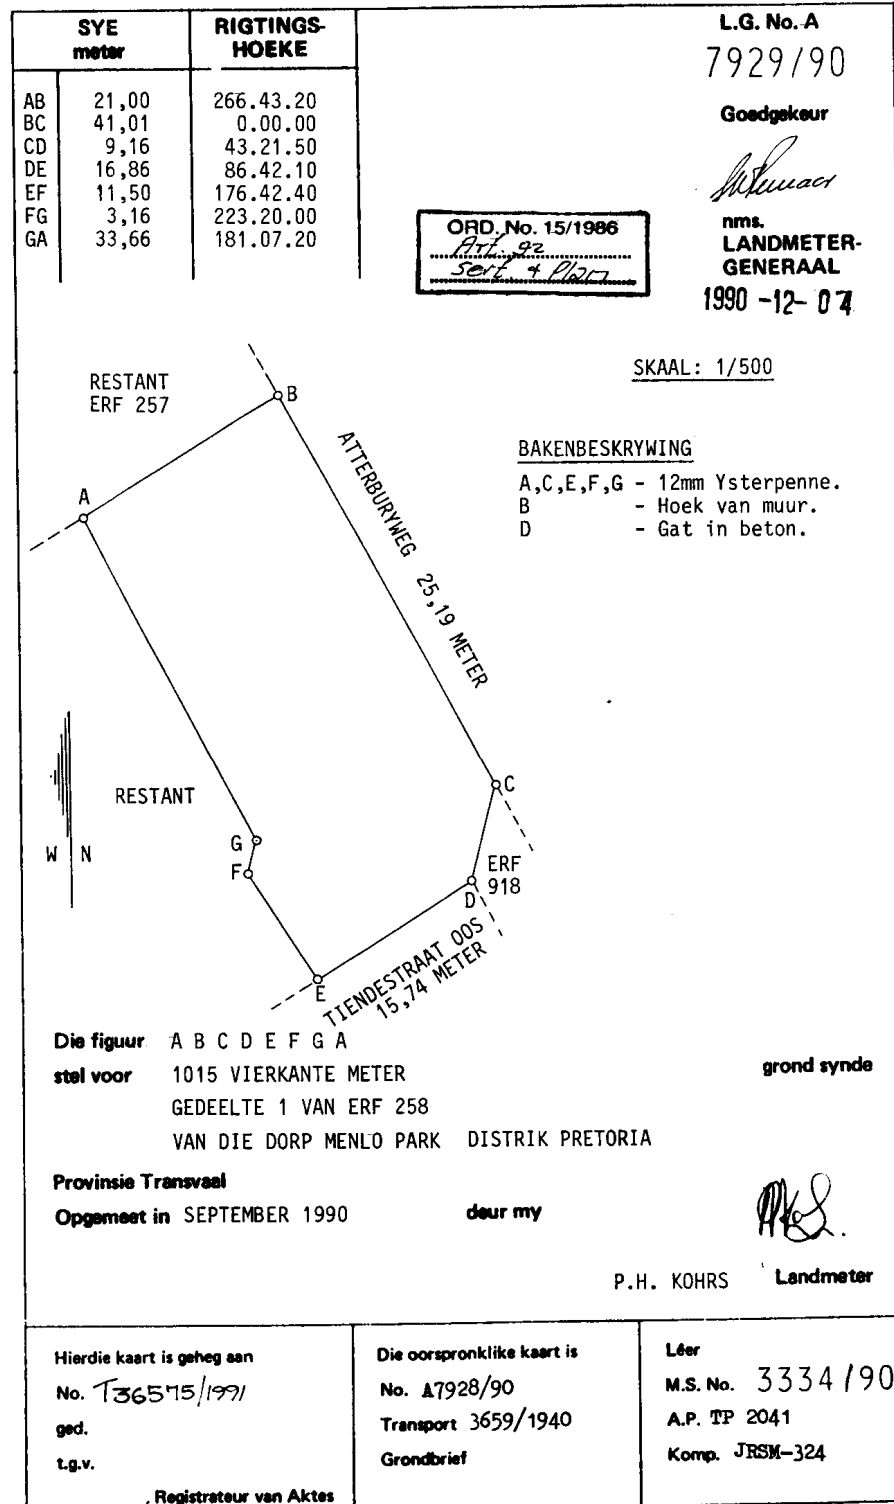 SYE
meter
RIGTINGS-
HOEKE
AB 21,00 266.43.20
BC 41,01 0.00.00
CD 9,16 43.21.50
DE 16,86 86.42.10
EF 11,50 176.42.40
FG 3,16 223.20.00
GA 33,66 181.07.20
L.G. No. A
7929/90
Goedgekeur
nms.
LANDMETER-
GENERAAL
1990 -12- 07
ORD. No. 15/1986
Art. 92
Sert. & Plan
SKAAL: 1/500
RESTANT
ERF 257
B
A
ATTERBURYWEG 25,19 METER
BAKENBESKRYWING
A,C,E,F,G - 12mm Ysterpenne.
B - Hoek van muur.
D - Gat in beton.
RESTANT
C
G
W N
F
ERF
918
D
E
TIENDESTRAAT OOS
15,74 METER
Die figuur A B C D E F G A
stel voor 1015 VIERKANTE METER grond synde
GEDEELTE 1 VAN ERF 258
VAN DIE DORP MENLO PARK DISTRIK PRETORIA
Provinsie Transvaal
Opgemeet in SEPTEMBER 1990 deur my
P.H. KOHRS Landmeter
Hierdie kaart is geheg aan
No. T36575/1991
ged.
t.g.v.
Registrateur van Aktes
Die oorspronklike kaart is
No. A7928/90
Transport 3659/1940
Grondbrief
Lêer
M.S. No. 3334/90
A.P. TP 2041
Komp. JRSM-324